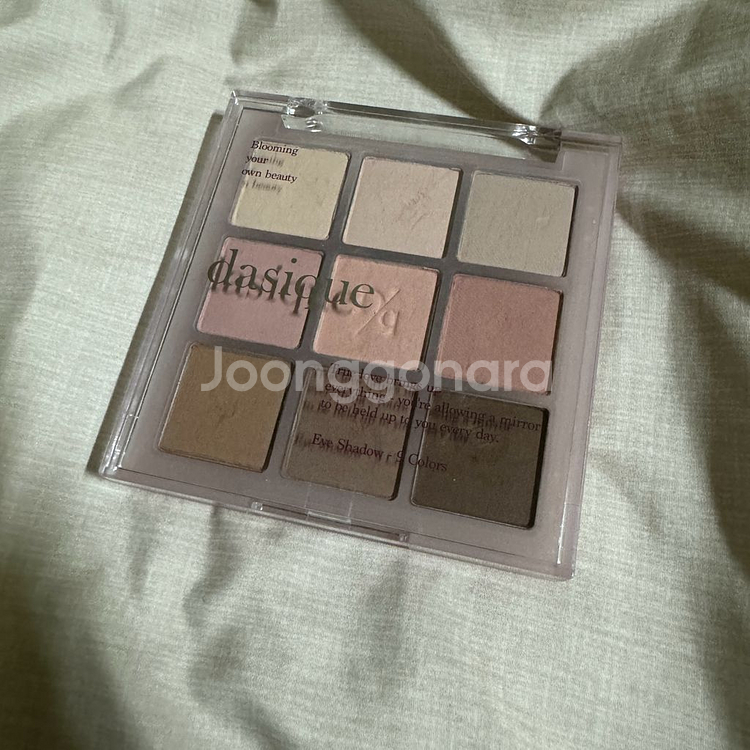 Blooming
your
own beauty
dasique
Joonggonara
everything, you're allowing a mirror
to be held up to you every day.
Eye Shadow - 9 Colors